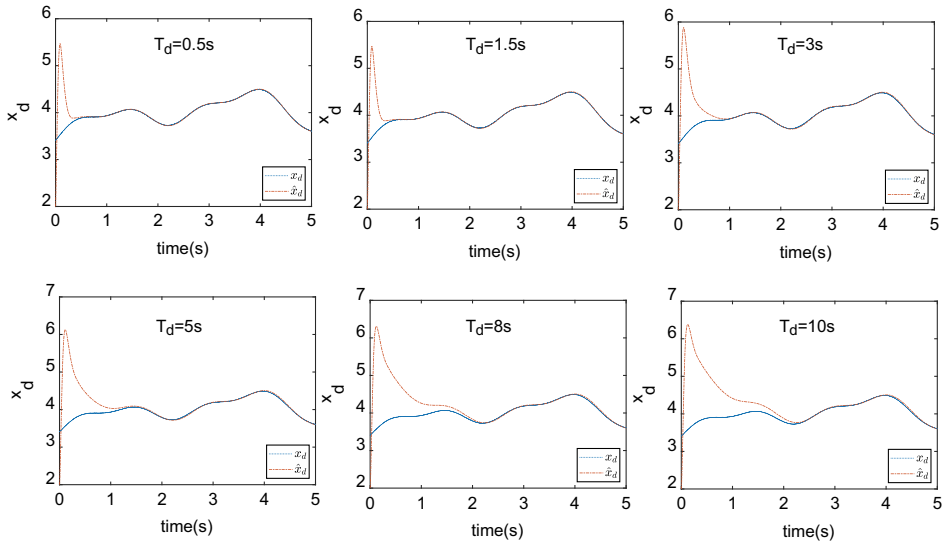 6
T_d=0.5s
5
x_d
4
3
x_d
x̂_d
2
0 1 2 3 4 5
time(s)
6
T_d=1.5s
5
x_d
4
3
x_d
x̂_d
2
0 1 2 3 4 5
time(s)
6
T_d=3s
5
x_d
4
3
x_d
x̂_d
2
0 1 2 3 4 5
time(s)
7
T_d=5s
6
5
x_d
4
3
x_d
x̂_d
2
0 1 2 3 4 5
time(s)
7
T_d=8s
6
5
x_d
4
3
x_d
x̂_d
2
0 1 2 3 4 5
time(s)
7
T_d=10s
6
5
x_d
4
3
x_d
x̂_d
2
0 1 2 3 4 5
time(s)